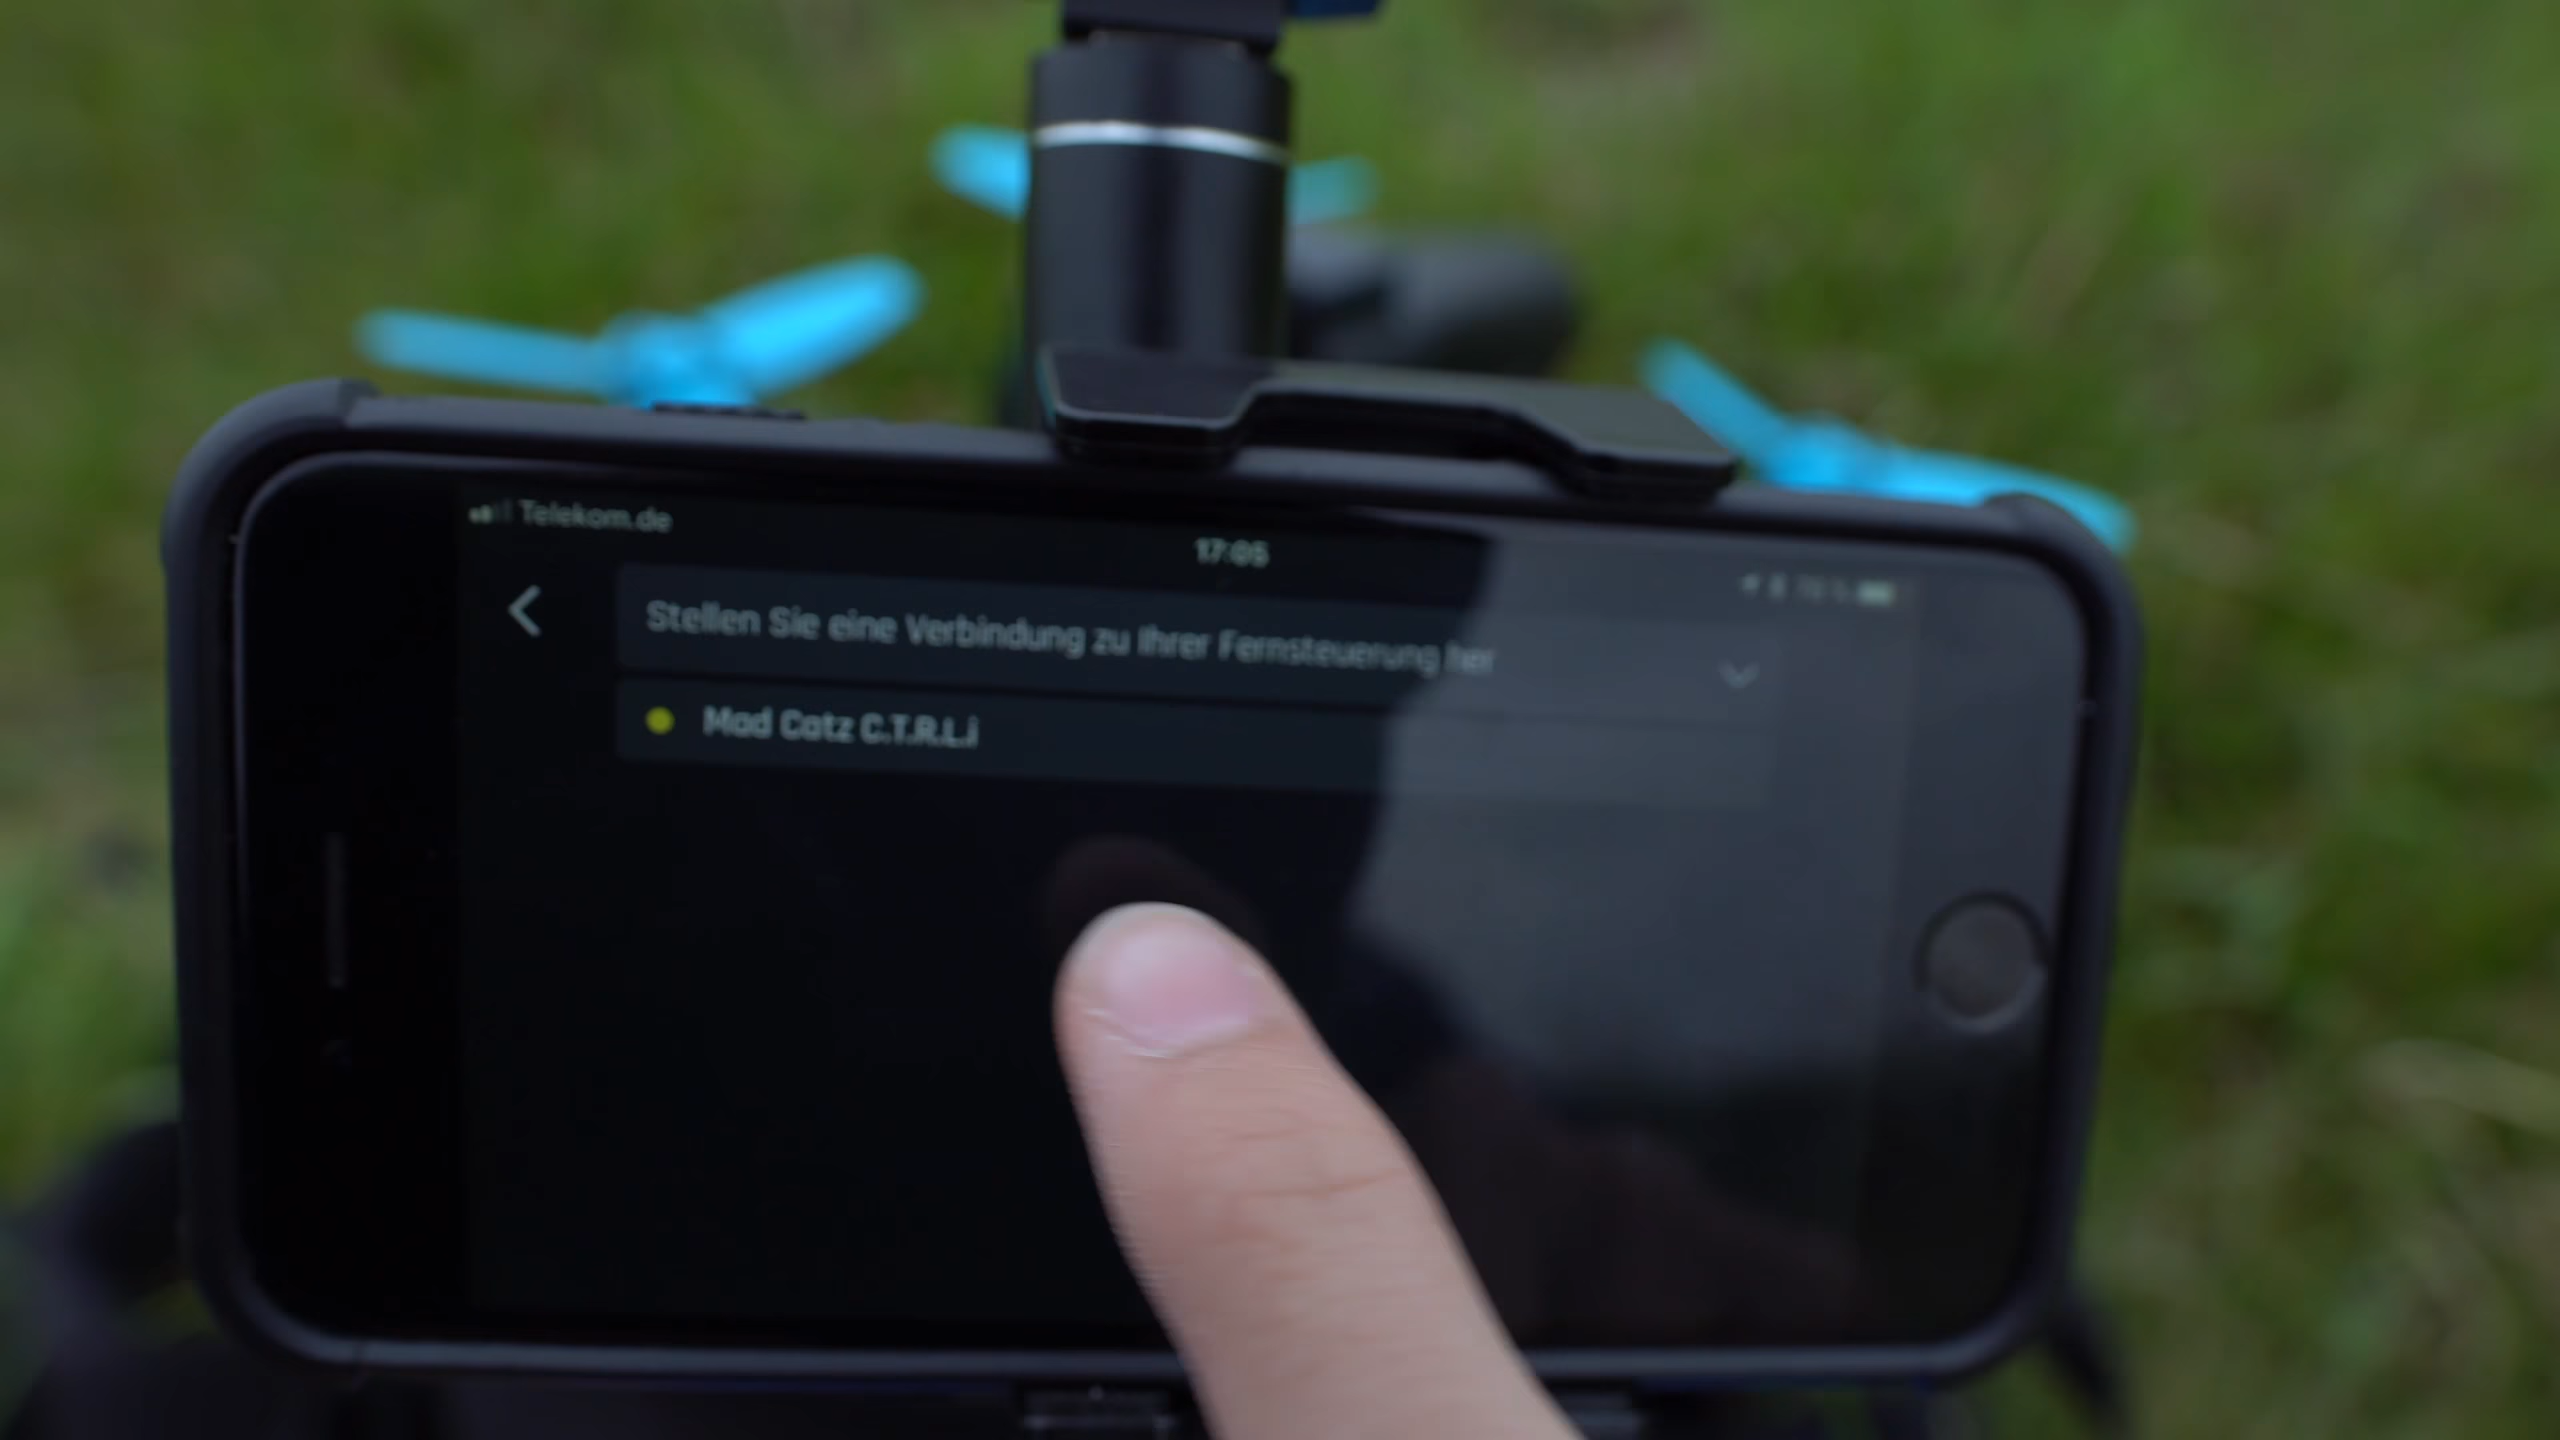 Telekom.de
17:05
Stellen Sie eine Verbindung zu Ihrer Fernsteuerung her
Mad Catz C.T.R.L.i